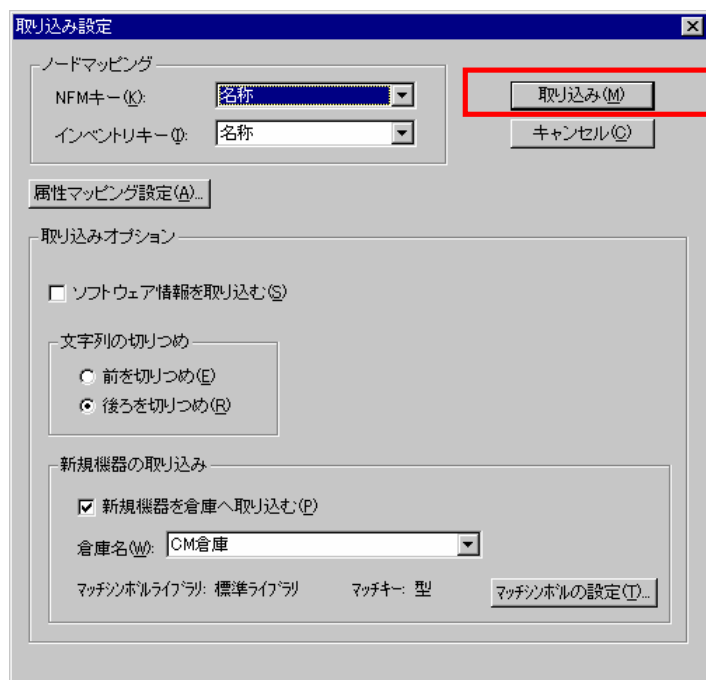 取り込み設定
ノードマッピング
NFMキー(K): 名称
取り込み(M)
インベントリキー(I): 名称
キャンセル(C)
属性マッピング設定(A)...
取り込みオプション
ソフトウェア情報を取り込む(S)
文字列の切りつめ
前を切りつめ(E)
後ろを切りつめ(R)
新規機器の取り込み
新規機器を倉庫へ取り込む(P)
倉庫名(W): CM倉庫
マッチシンボルライブラリ: 標準ライブラリ マッチキー: 型 マッチシンボルの設定(T)...